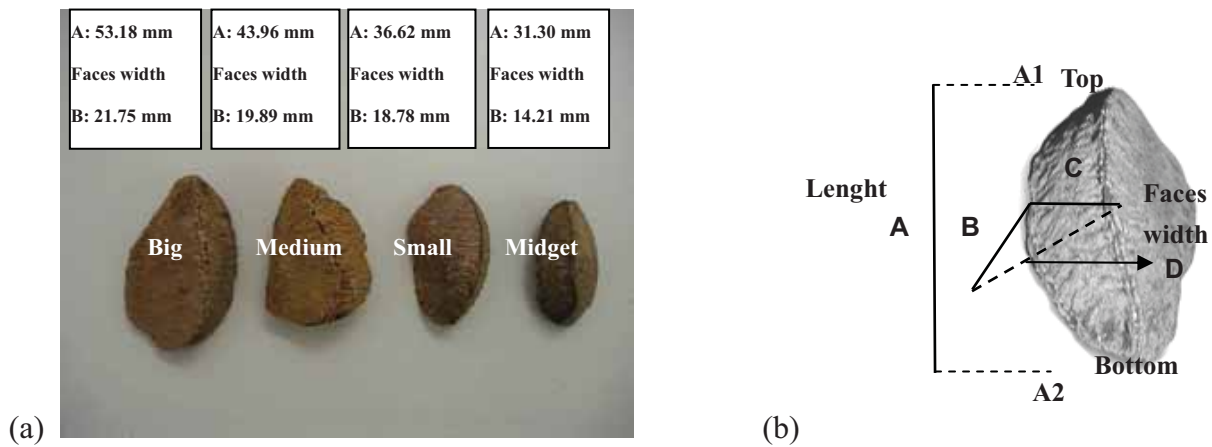 A: 53.18 mm
Faces width
B: 21.75 mm
A: 43.96 mm
Faces width
B: 19.89 mm
A: 36.62 mm
Faces width
B: 18.78 mm
A: 31.30 mm
Faces width
B: 14.21 mm
Big
Medium
Small
Midget
(a)
A1
Top
C
Lenght
A
B
Faces
width
D
Bottom
A2
(b)